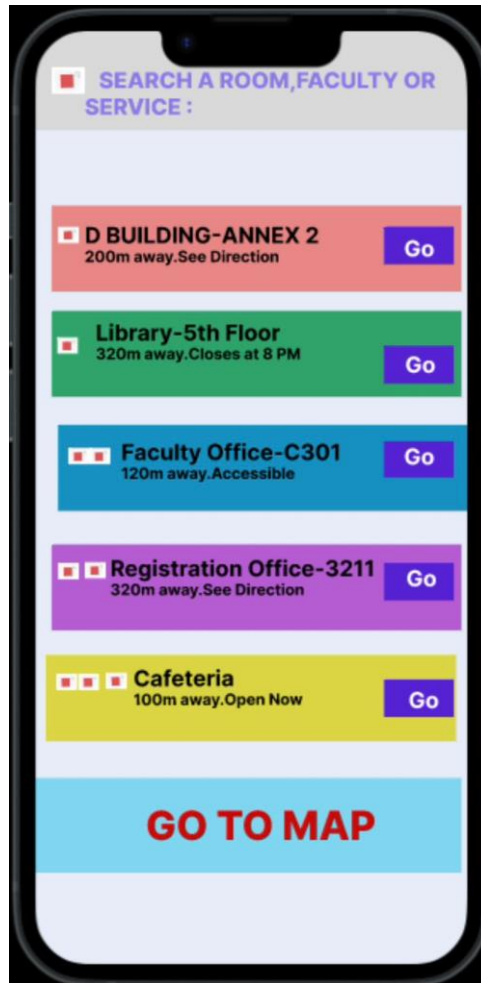 SEARCH A ROOM,FACULTY OR
SERVICE :
D BUILDING-ANNEX 2
200m away.See Direction
Go
Library-5th Floor
320m away.Closes at 8 PM
Go
Faculty Office-C301
120m away.Accessible
Go
Registration Office-3211
320m away.See Direction
Go
Cafeteria
100m away.Open Now
Go
GO TO MAP